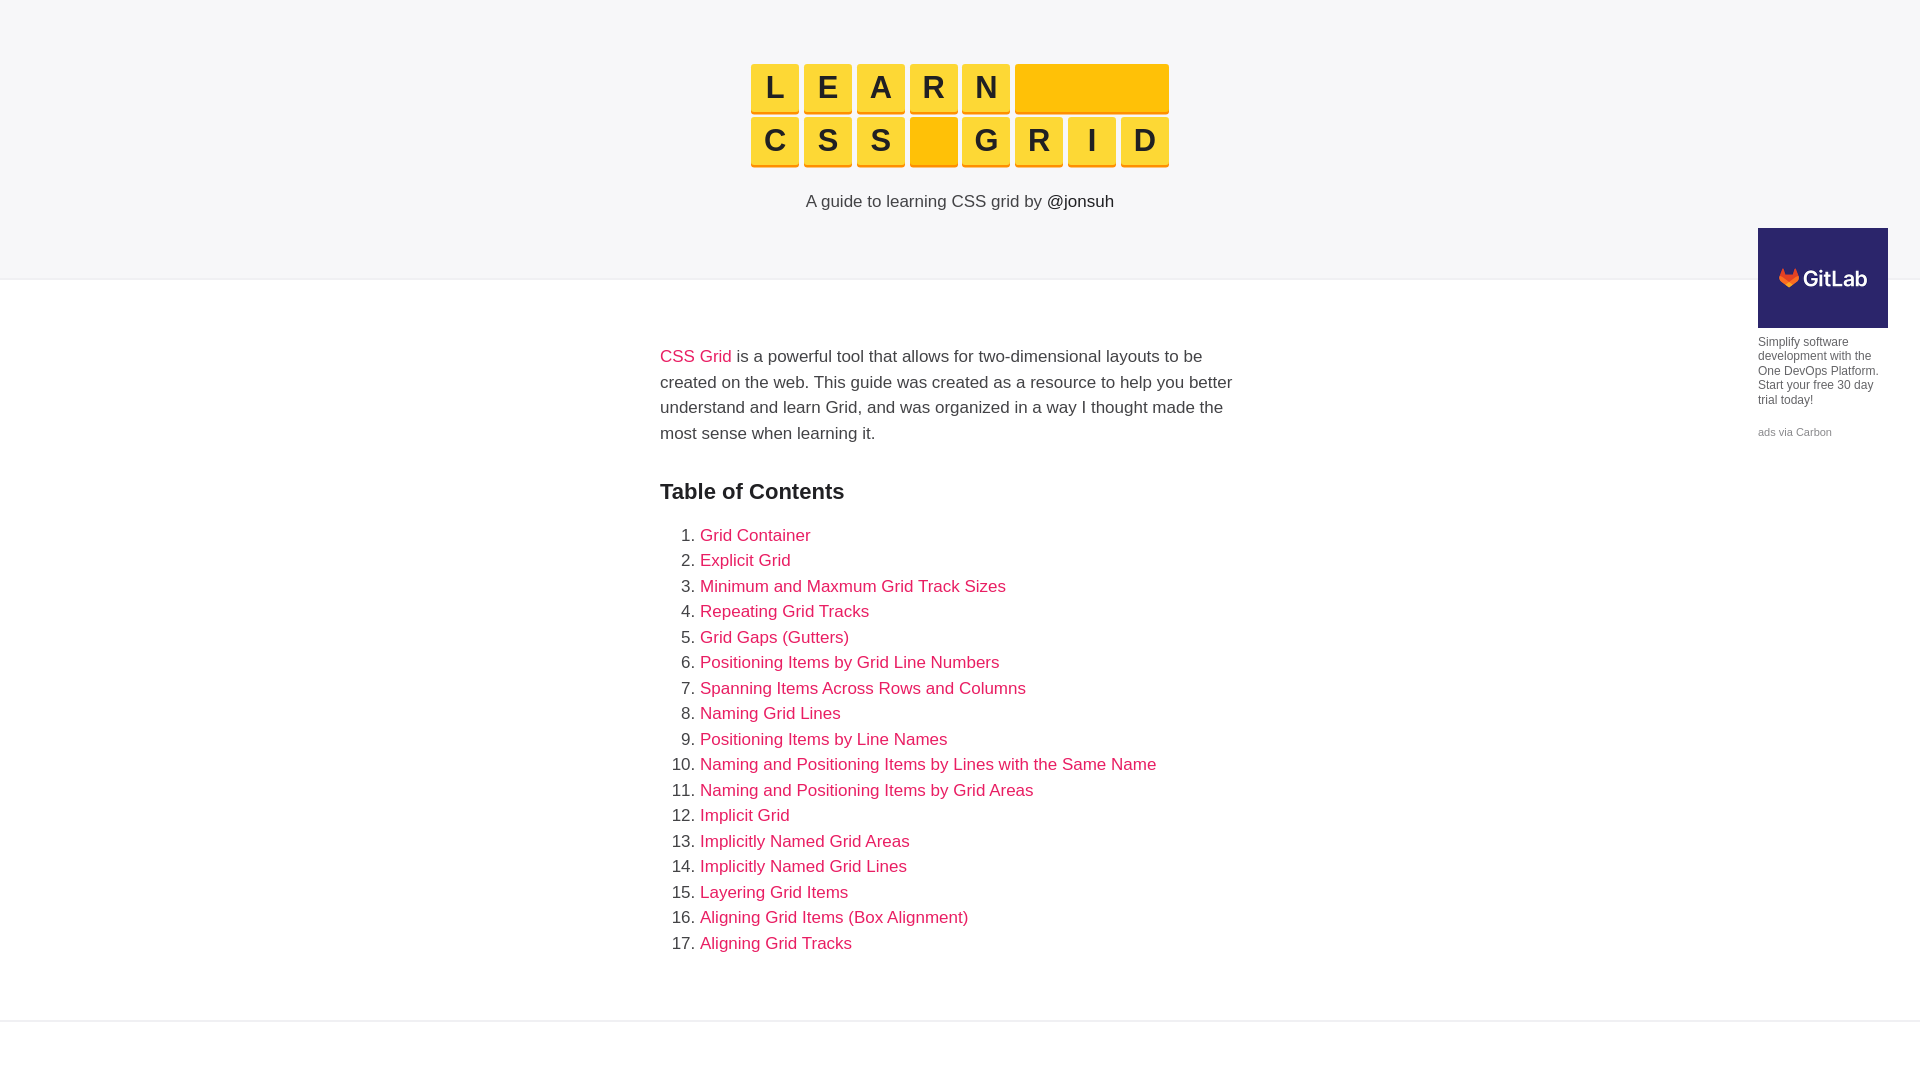 LEARN
CSS GRID
A guide to learning CSS grid by @jonsuh
GitLab
Simplify software
development with the
One DevOps Platform.
Start your free 30 day
trial today!
ads via Carbon
CSS Grid is a powerful tool that allows for two-dimensional layouts to be
created on the web. This guide was created as a resource to help you better
understand and learn Grid, and was organized in a way I thought made the
most sense when learning it.
Table of Contents
1. Grid Container
2. Explicit Grid
3. Minimum and Maxmum Grid Track Sizes
4. Repeating Grid Tracks
5. Grid Gaps (Gutters)
6. Positioning Items by Grid Line Numbers
7. Spanning Items Across Rows and Columns
8. Naming Grid Lines
9. Positioning Items by Line Names
10. Naming and Positioning Items by Lines with the Same Name
11. Naming and Positioning Items by Grid Areas
12. Implicit Grid
13. Implicitly Named Grid Areas
14. Implicitly Named Grid Lines
15. Layering Grid Items
16. Aligning Grid Items (Box Alignment)
17. Aligning Grid Tracks